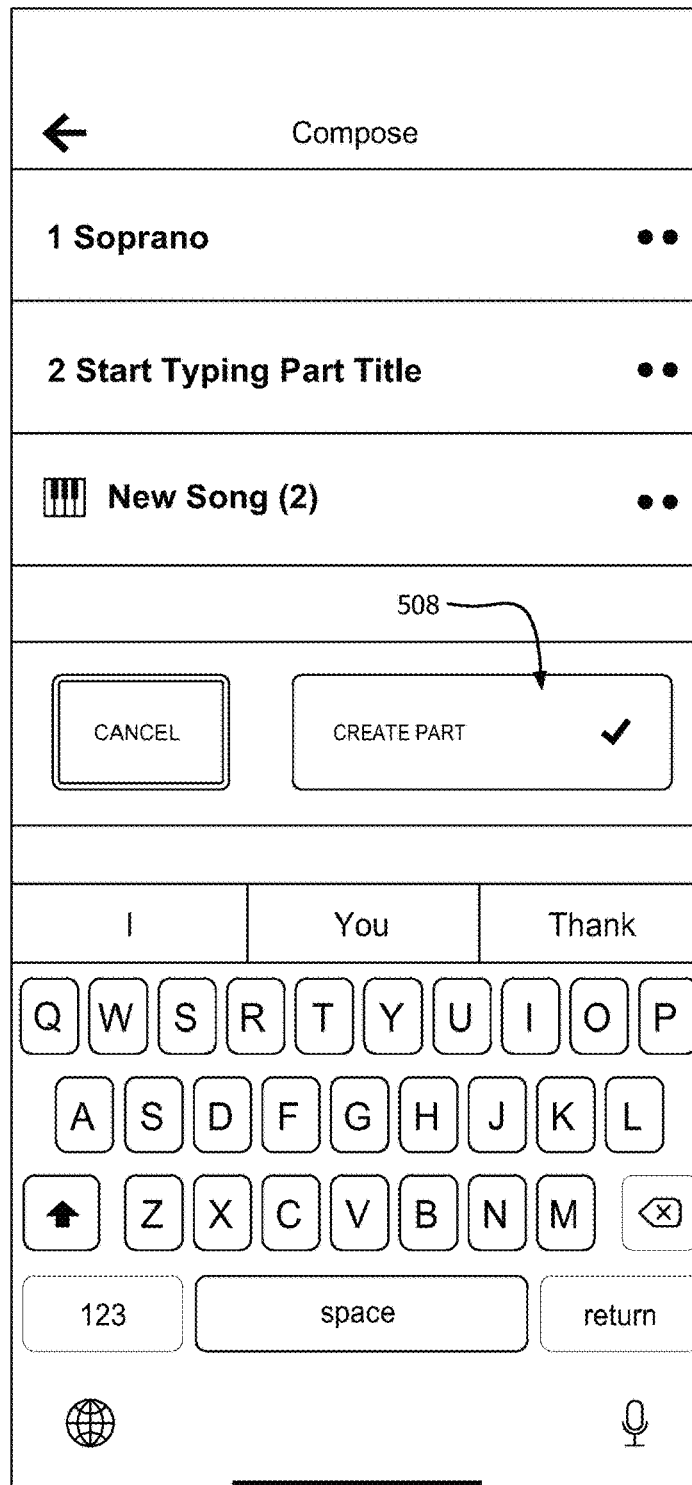 Compose
1 Soprano
2 Start Typing Part Title
New Song (2)
508
CANCEL CREATE PART
I You Thank
Q W S R T Y U I O P
A S D F G H J K L
Z X C V B N M
123 space return